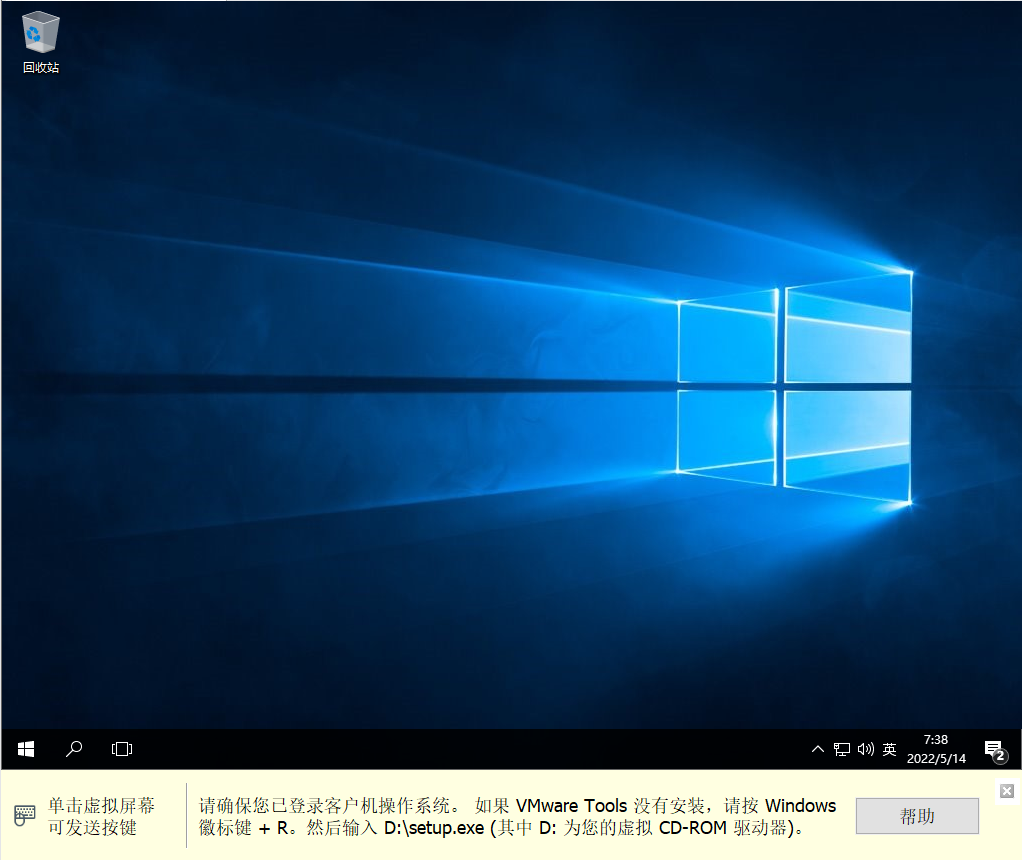 回收站
英
7:38
2022/5/14
2
单击虚拟屏幕
可发送按键
请确保您已登录客户机操作系统。 如果 VMware Tools 没有安装，请按 Windows
徽标键 + R。然后输入 D:\setup.exe (其中 D: 为您的虚拟 CD-ROM 驱动器)。
帮助